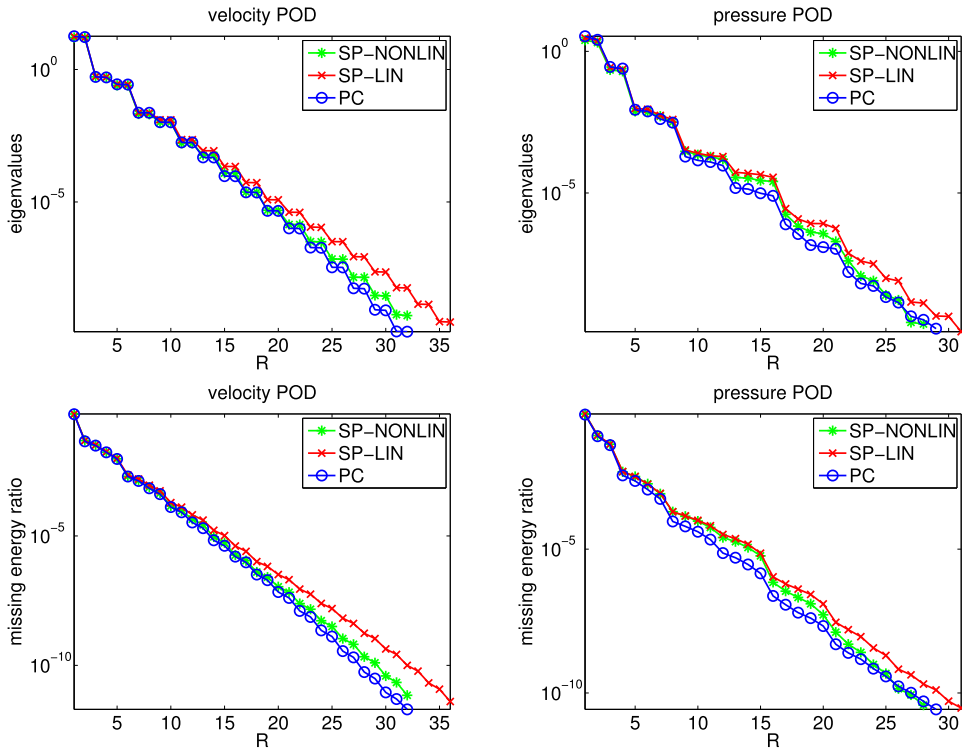 velocity POD
eigenvalues
10^0
10^-5
SP-NONLIN
SP-LIN
PC
5 10 15 20 25 30 35
R
pressure POD
eigenvalues
10^0
10^-5
SP-NONLIN
SP-LIN
PC
5 10 15 20 25 30
R
velocity POD
missing energy ratio
10^-5
10^-10
SP-NONLIN
SP-LIN
PC
5 10 15 20 25 30 35
R
pressure POD
missing energy ratio
10^-5
10^-10
SP-NONLIN
SP-LIN
PC
5 10 15 20 25 30
R